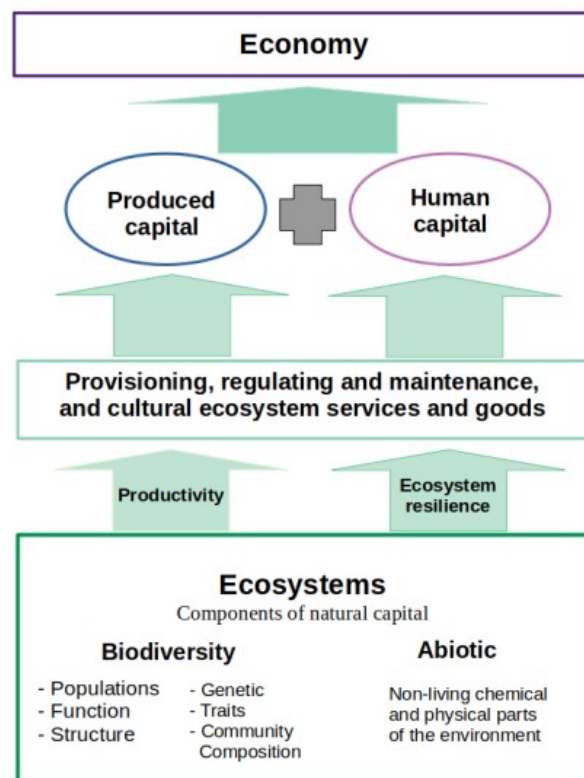 Economy
Produced
capital
Human
capital
Provisioning, regulating and maintenance,
and cultural ecosystem services and goods
Productivity
Ecosystem
resilience
Ecosystems
Components of natural capital
Biodiversity
- Populations
- Function
- Structure
- Genetic
- Traits
- Community
Composition
Abiotic
Non-living chemical
and physical parts
of the environment